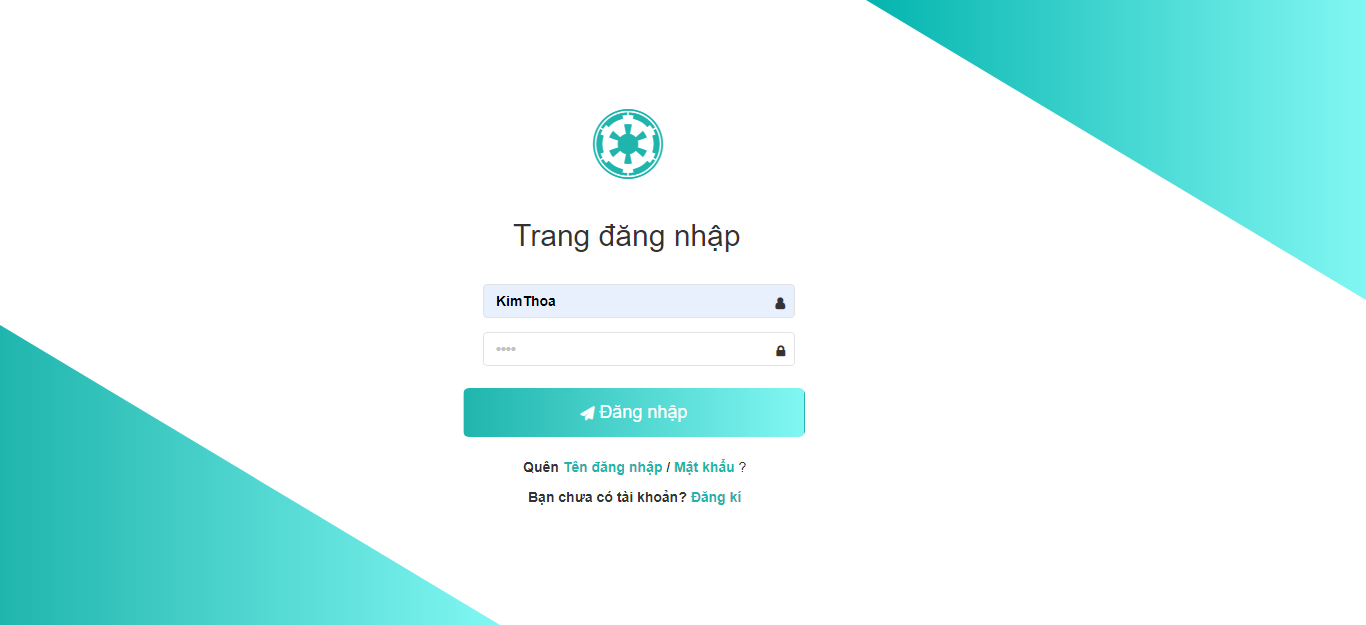 Trang đăng nhập
KimThoa
••••
Đăng nhập
Quên Tên đăng nhập / Mật khẩu ?
Bạn chưa có tài khoản? Đăng kí